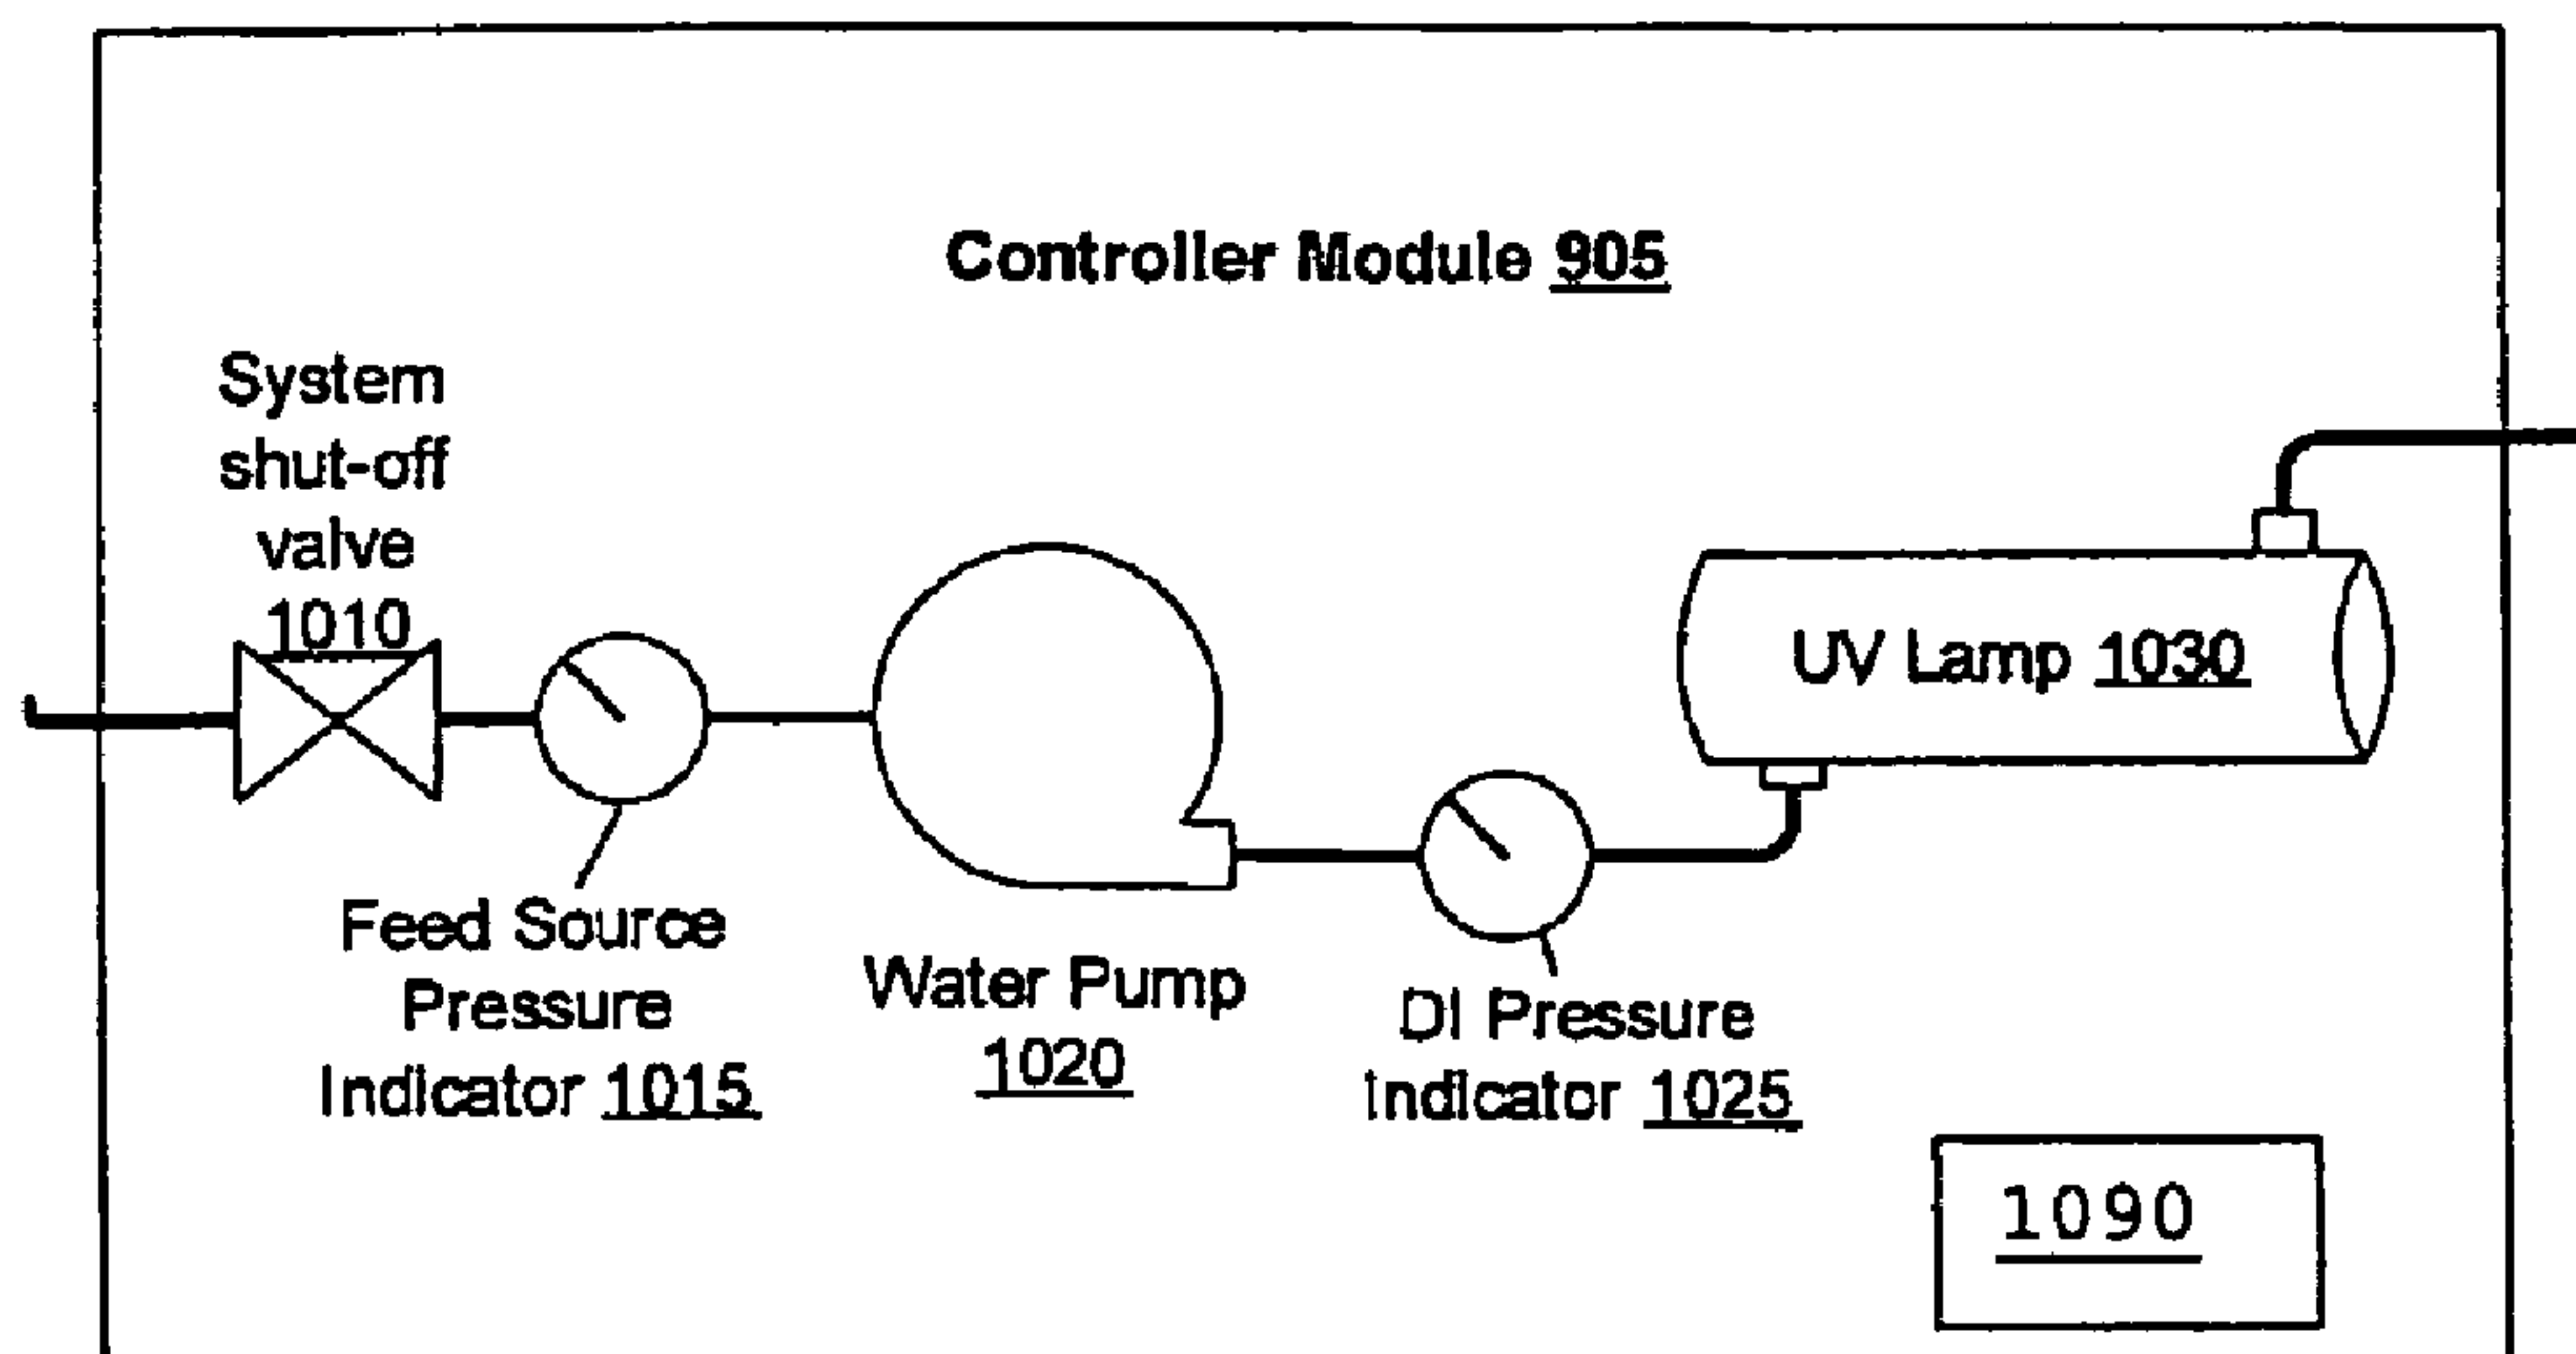 Controller Module 905
System
shut-off
valve
1010
UV Lamp 1030
Feed Source
Pressure
Indicator 1015
Water Pump
1020
DI Pressure
Indicator 1025
1090